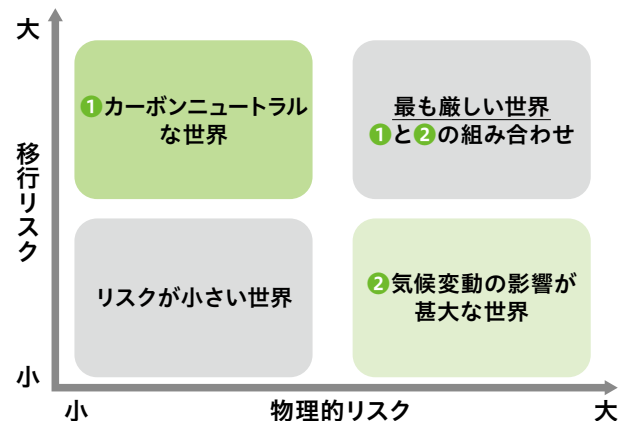 大
❶カーボンニュートラル
な世界
最も厳しい世界
❶と❷の組み合わせ
移行リスク
リスクが小さい世界
❷気候変動の影響が
甚大な世界
小
小
物理的リスク
大